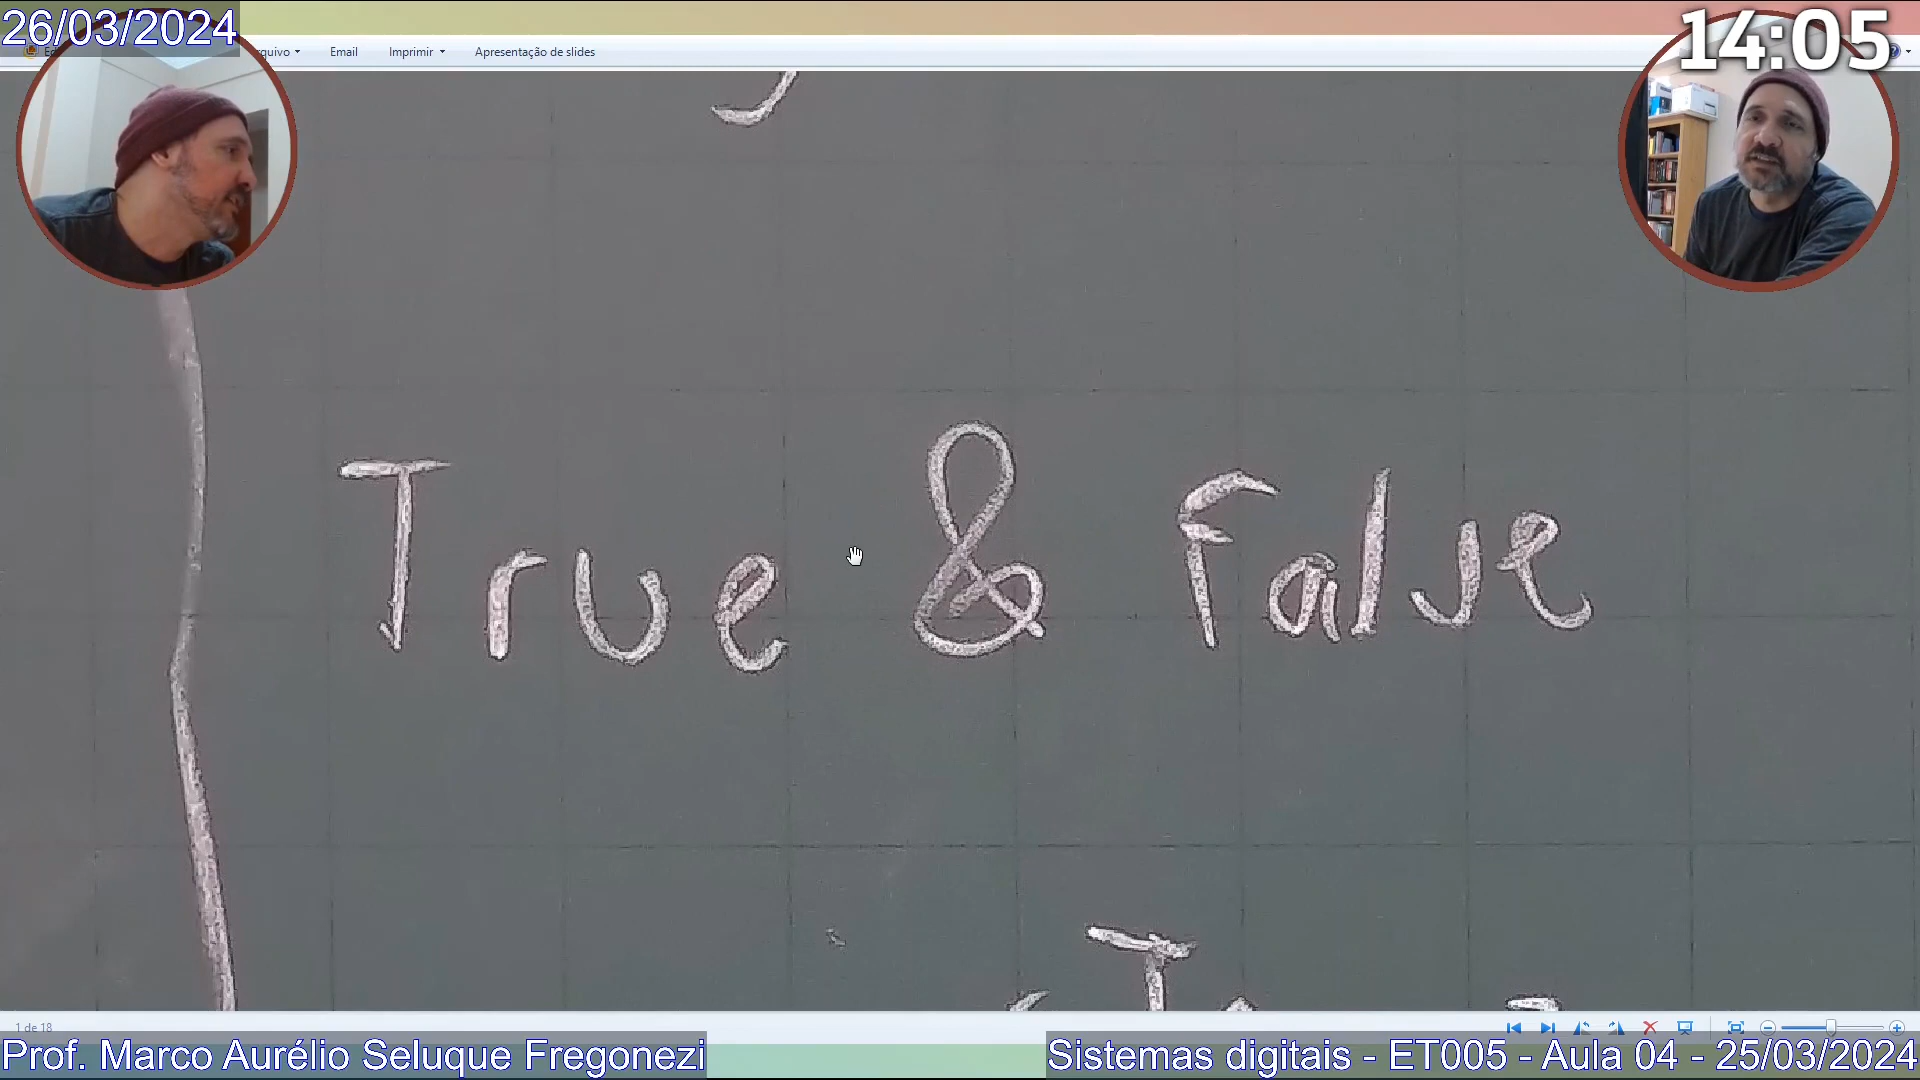 26/03/2024
14:05
Email Imprimir Apresentação de slides
True & False
1 de 18
Prof. Marco Aurélio Seluque Fregonezi
Sistemas digitais - ET005 - Aula 04 - 25/03/2024